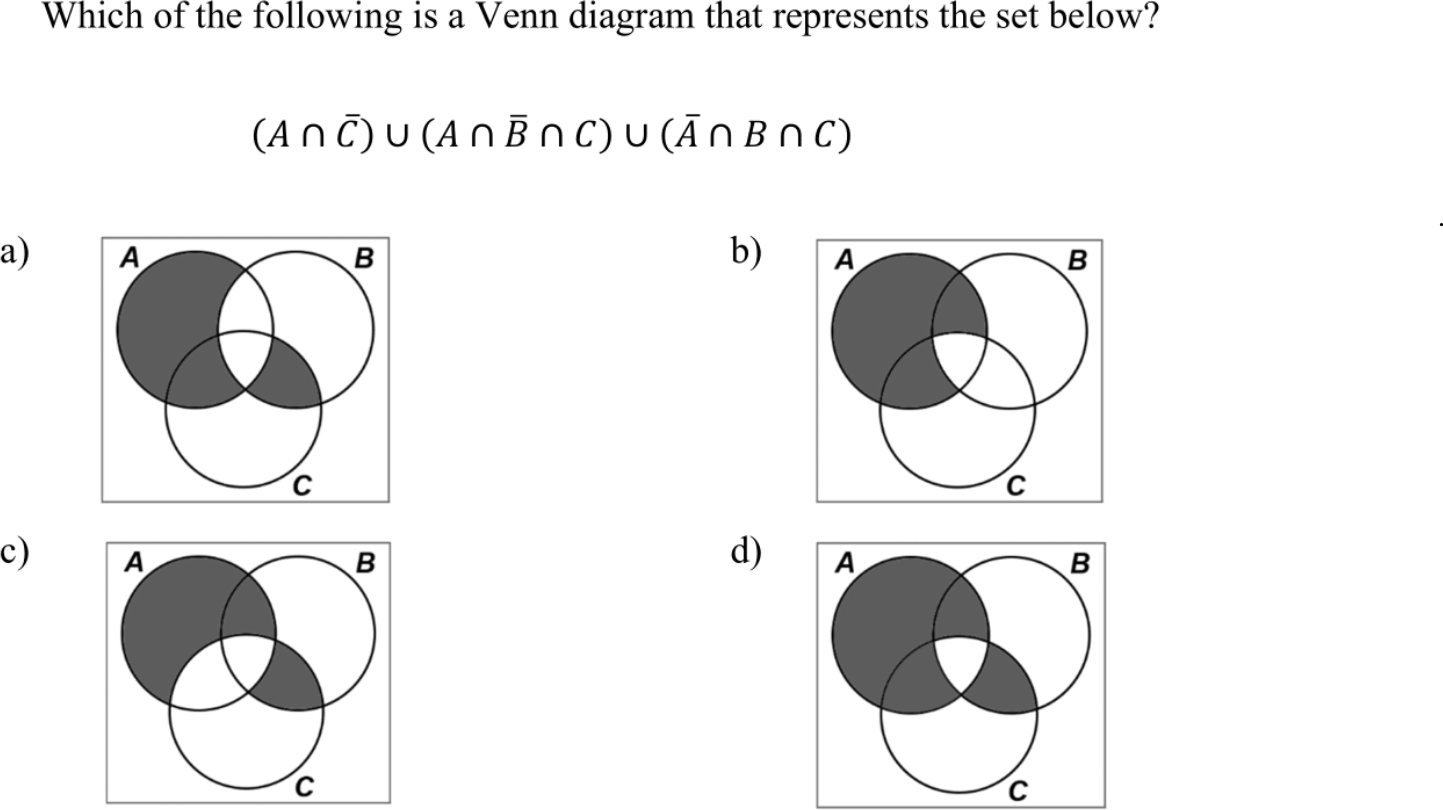 Which of the following is a Venn diagram that represents the set below?
(A ∩ C̄) ∪ (A ∩ B̄ ∩ C) ∪ (Ā ∩ B ∩ C)
a)
A
B
C
b)
A
B
C
.
c)
A
B
C
d)
A
B
C